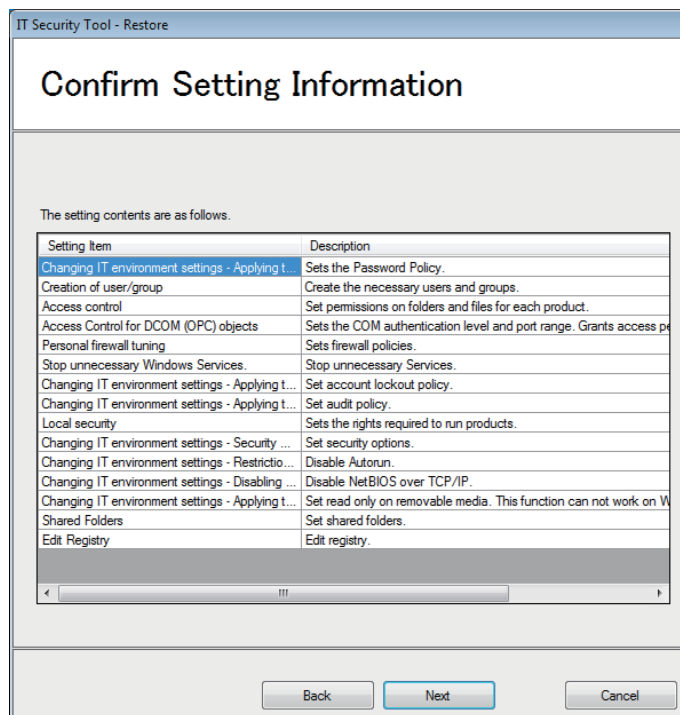 IT Security Tool - Restore
Confirm Setting Information
The setting contents are as follows.
Setting Item Description
Changing IT environment settings - Applying t... Sets the Password Policy.
Creation of user/group Create the necessary users and groups.
Access control Set permissions on folders and files for each product.
Access Control for DCOM (OPC) objects Sets the COM authentication level and port range. Grants access pe
Personal firewall tuning Sets firewall policies.
Stop unnecessary Windows Services. Stop unnecessary Services.
Changing IT environment settings - Applying t... Set account lockout policy.
Changing IT environment settings - Applying t... Set audit policy.
Local security Sets the rights required to run products.
Changing IT environment settings - Security ... Set security options.
Changing IT environment settings - Restrictio... Disable Autorun.
Changing IT environment settings - Disabling ... Disable NetBIOS over TCP/IP.
Changing IT environment settings - Applying t... Set read only on removable media. This function can not work on W
Shared Folders Set shared folders.
Edit Registry Edit registry.
Back Next Cancel